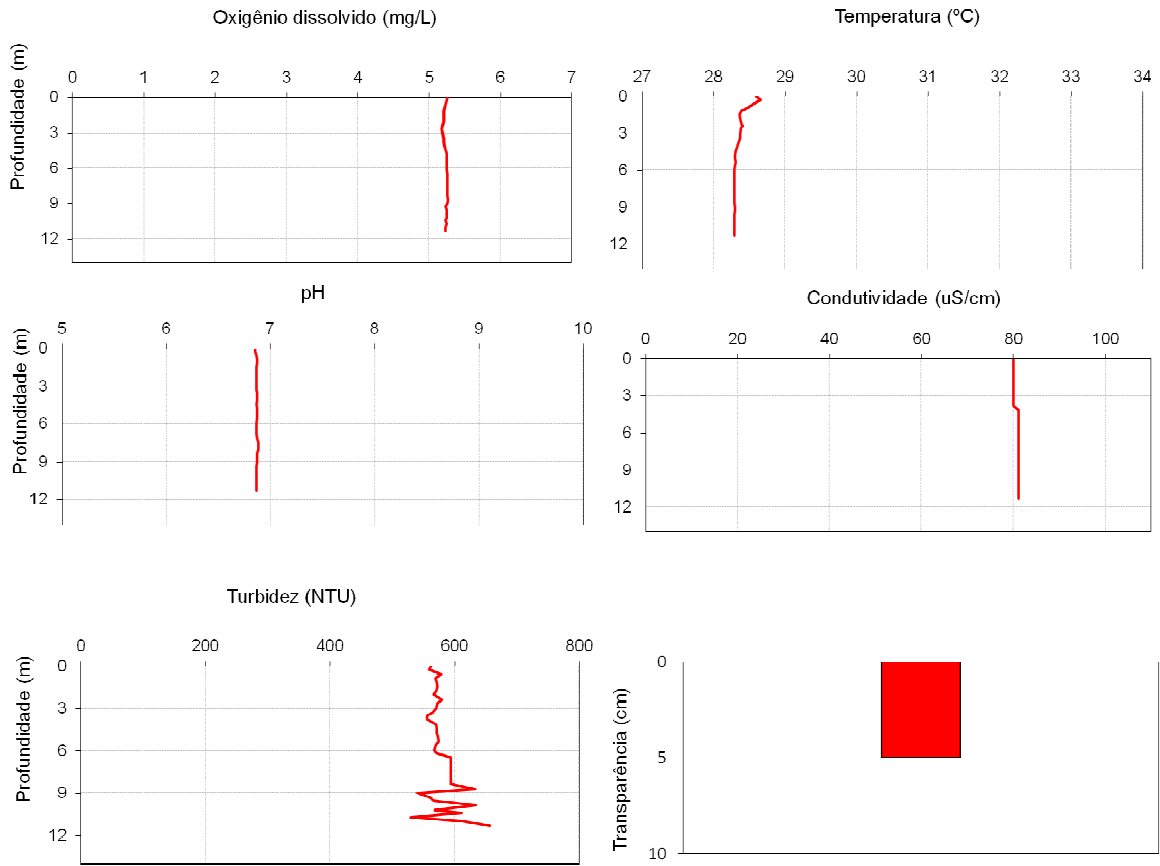 Oxigênio dissolvido (mg/L)
Profundidade (m)
0 1 2 3 4 5 6 7
0
3
6
9
12
Temperatura (ºC)
27 28 29 30 31 32 33 34
0
3
6
9
12
pH
Profundidade (m)
5 6 7 8 9 10
0
3
6
9
12
Condutividade (uS/cm)
0 20 40 60 80 100
0
3
6
9
12
Turbidez (NTU)
Profundidade (m)
0 200 400 600 800
0
3
6
9
12
Transparência (cm)
0
5
10